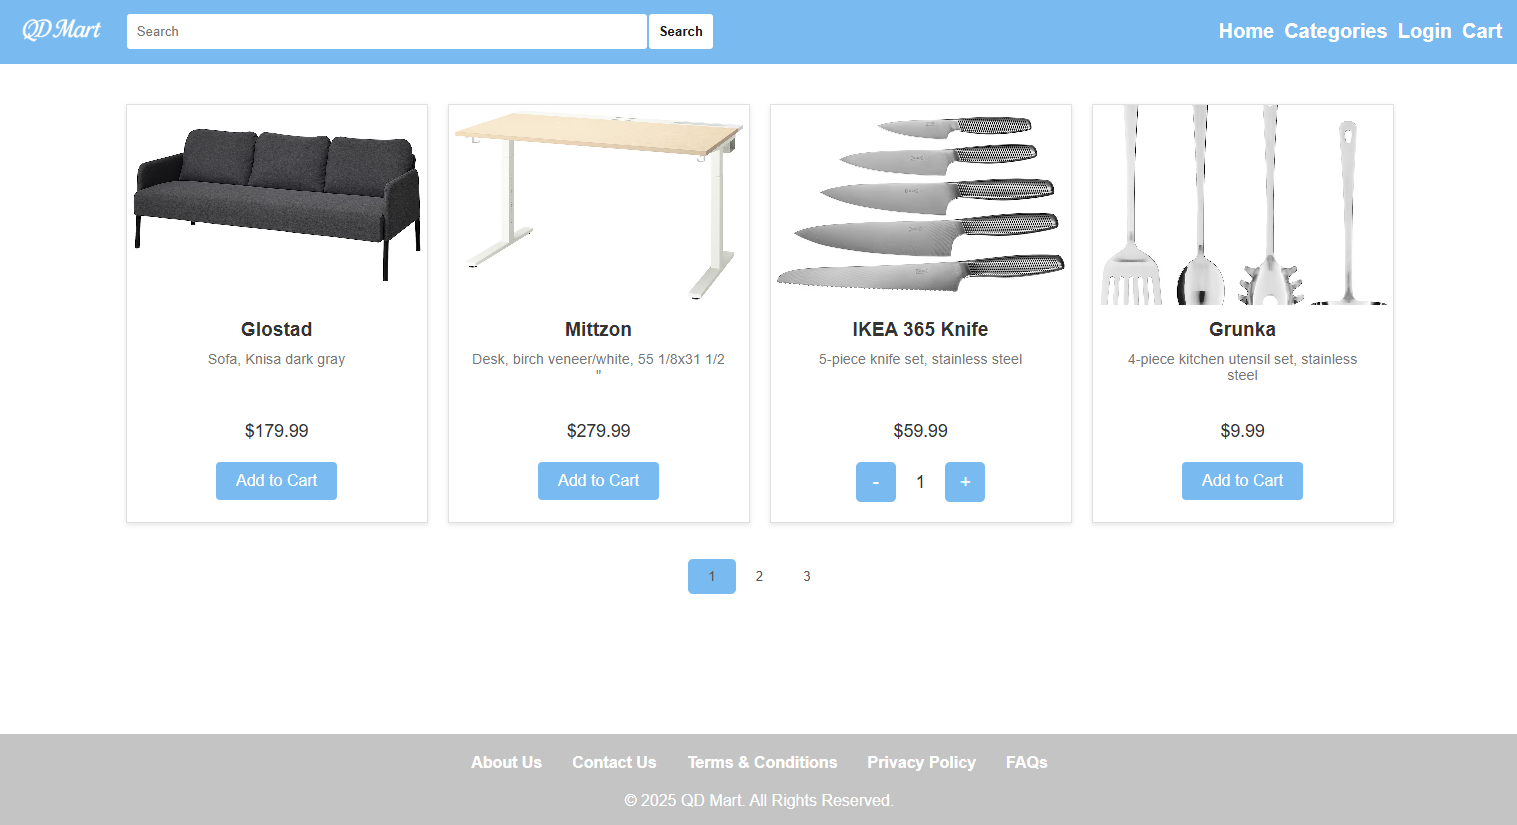 QD Mart
Search
Search
Home Categories Login Cart
Glostad
Sofa, Knisa dark gray
$179.99
Add to Cart
Mittzon
Desk, birch veneer/white, 55 1/8x31 1/2
"
$279.99
Add to Cart
IKEA 365 Knife
5-piece knife set, stainless steel
$59.99
- 1 +
Grunka
4-piece kitchen utensil set, stainless
steel
$9.99
Add to Cart
1 2 3
About Us Contact Us Terms & Conditions Privacy Policy FAQs
© 2025 QD Mart. All Rights Reserved.